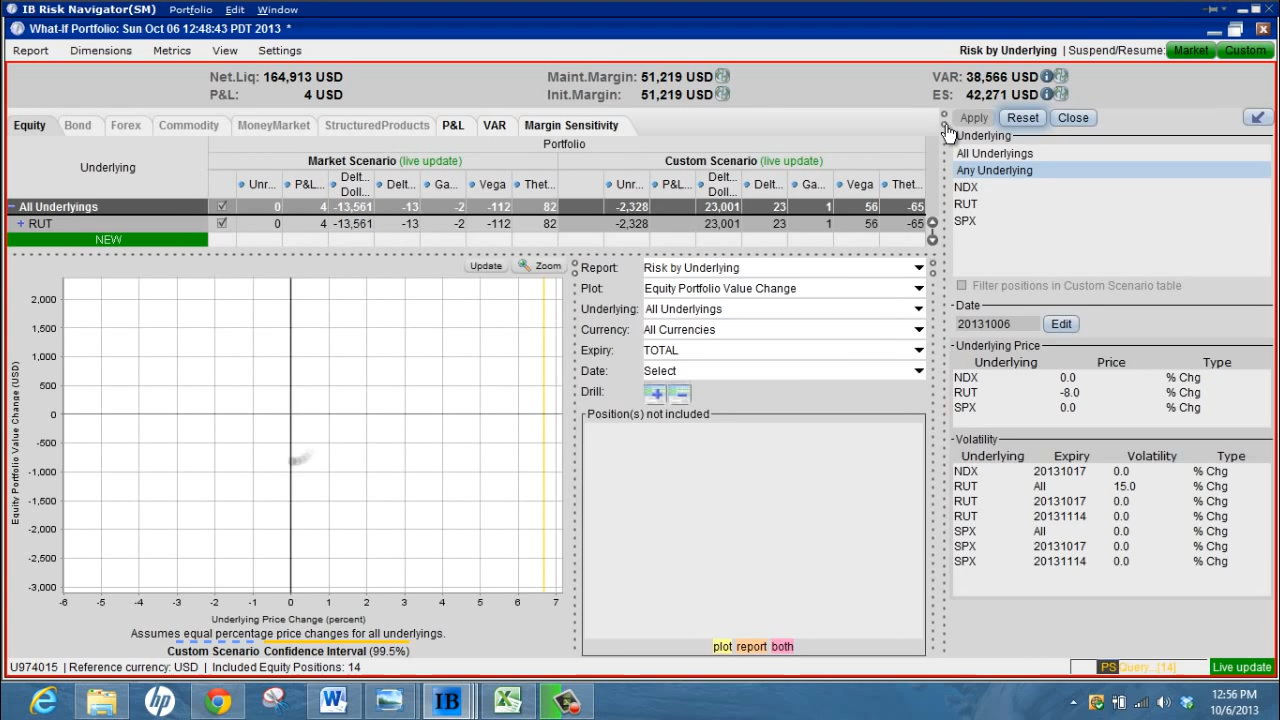 IB Risk Navigator(SM) Portfolio Edit Window
What-If Portfolio: Sun Oct 06 12:48:43 PDT 2013 *
Report Dimensions Metrics View Settings Risk by Underlying | Suspend/Resume: Market Custom
Net.Liq: 164,913 USD Maint.Margin: 51,219 USD VAR: 38,566 USD
P&L: 4 USD Init.Margin: 51,219 USD ES: 42,271 USD
Equity Bond Forex Commodity MoneyMarket StructuredProducts P&L VAR Margin Sensitivity
Portfolio
Underlying
Market Scenario (live update) Custom Scenario (live update)
Unr... P&L... Delt... Doll... Delt... Ga... Vega Thet... Unr... P&L... Delt... Doll... Delt... Ga... Vega Thet...
All Underlyings 0 4 -13,561 -13 -2 -112 82 -2,328 23,001 23 1 56 -65
+ RUT 0 4 -13,561 -13 -2 -112 82 -2,328 23,001 23 1 56 -65
NEW
Update Zoom
2,000
1,500
1,000
500
0
-500
-1,000
-1,500
-2,000
-2,500
-3,000
Equity Portfolio Value Change (USD)
-6 -5 -4 -3 -2 -1 0 1 2 3 4 5 6 7
Underlying Price Change (percent)
Assumes equal percentage price changes for all underlyings.
Custom Scenario Confidence Interval (99.5%)
Report: Risk by Underlying
Plot: Equity Portfolio Value Change
Underlying: All Underlyings
Currency: All Currencies
Expiry: TOTAL
Date: Select
Drill:
Position(s) not included
plot report both
Apply Reset Close
Underlying
All Underlyings
Any Underlying
NDX
RUT
SPX
Filter positions in Custom Scenario table
Date
20131006 Edit
Underlying Price
Underlying Price Type
NDX 0.0 % Chg
RUT -8.0 % Chg
SPX 0.0 % Chg
Volatility
Underlying Expiry Volatility Type
NDX 20131017 0.0 % Chg
RUT All 15.0 % Chg
RUT 20131017 0.0 % Chg
RUT 20131114 0.0 % Chg
SPX All 0.0 % Chg
SPX 20131017 0.0 % Chg
SPX 20131114 0.0 % Chg
U974015 | Reference currency: USD | Included Equity Positions: 14 PS Query...[14] Live update
hp W IB X
12:56 PM
10/6/2013